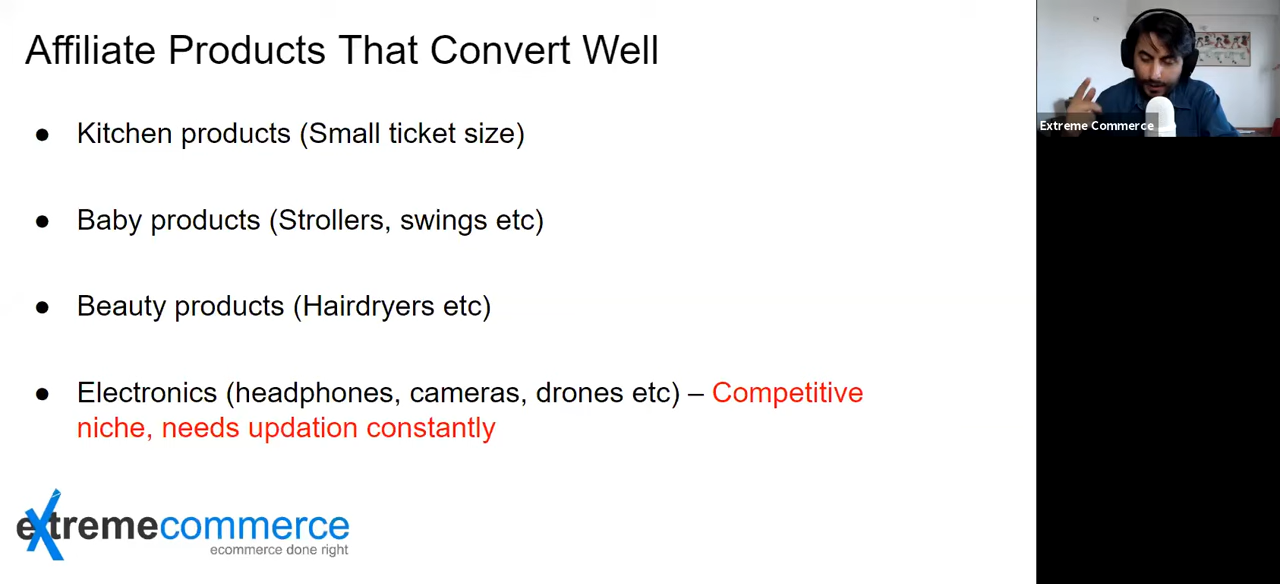 Affiliate Products That Convert Well
● Kitchen products (Small ticket size)
● Baby products (Strollers, swings etc)
● Beauty products (Hairdryers etc)
● Electronics (headphones, cameras, drones etc) – Competitive
niche, needs updation constantly
extremecommerce
ecommerce done right
Extreme Commerce